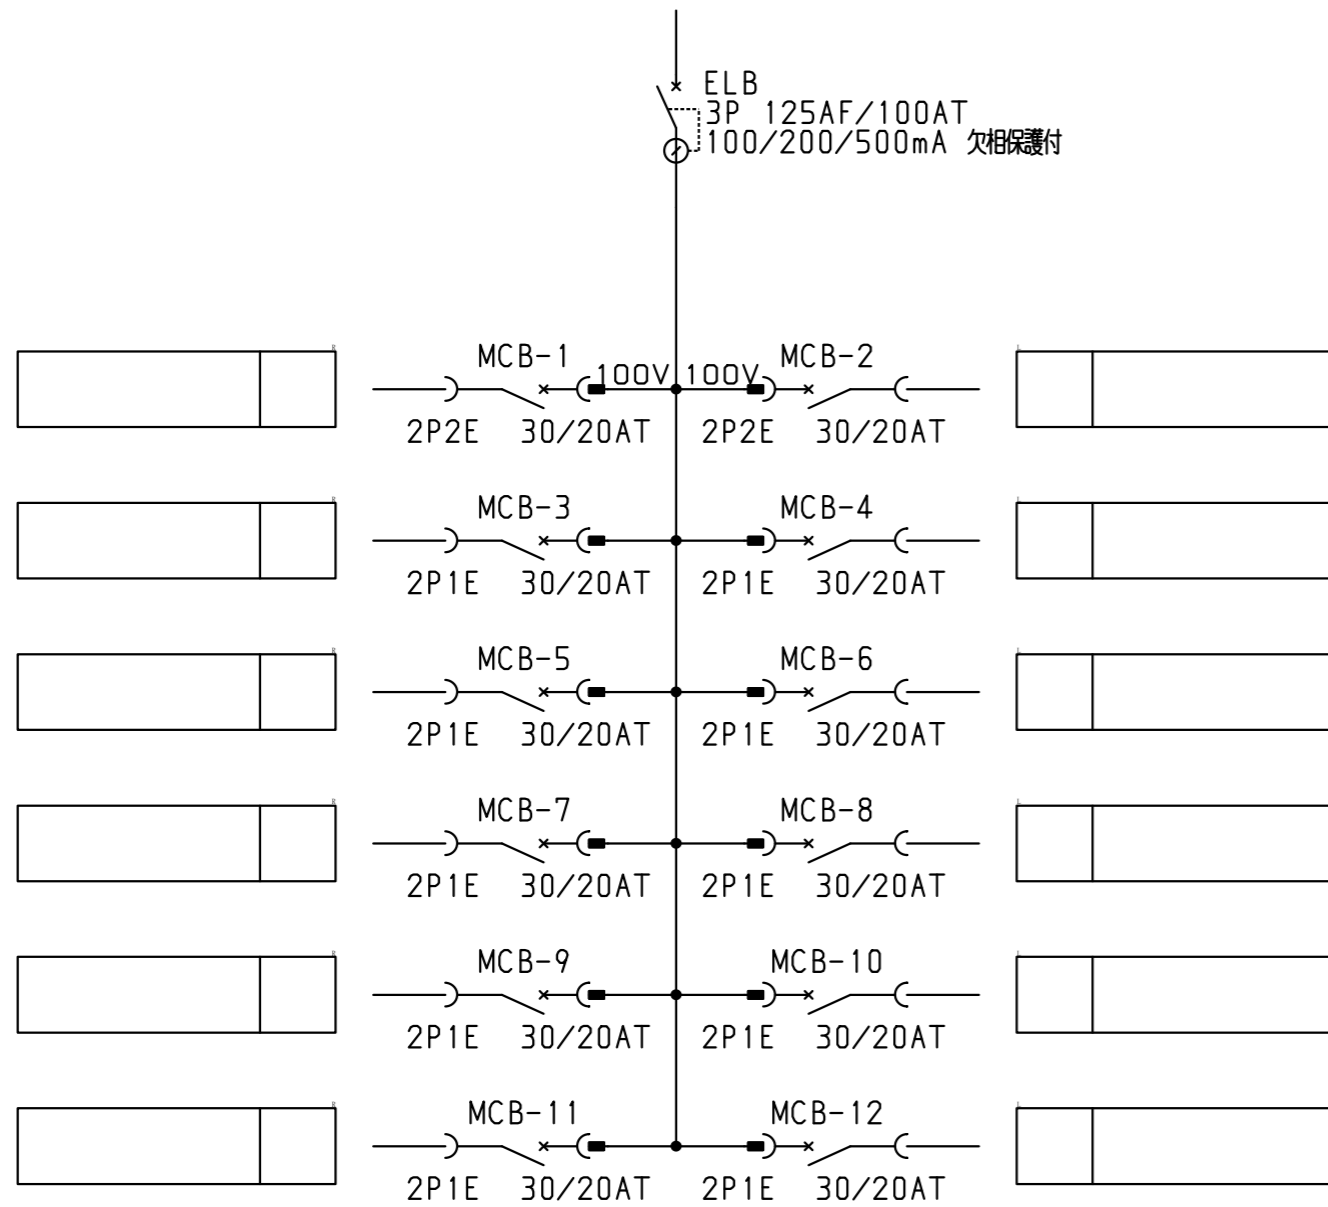 ELB
3P 125AF/100AT
100/200/500mA 欠相保護付
MCB-1 100V 100V MCB-2
2P2E 30/20AT 2P2E 30/20AT
MCB-3 MCB-4
2P1E 30/20AT 2P1E 30/20AT
MCB-5 MCB-6
2P1E 30/20AT 2P1E 30/20AT
MCB-7 MCB-8
2P1E 30/20AT 2P1E 30/20AT
MCB-9 MCB-10
2P1E 30/20AT 2P1E 30/20AT
MCB-11 MCB-12
2P1E 30/20AT 2P1E 30/20AT